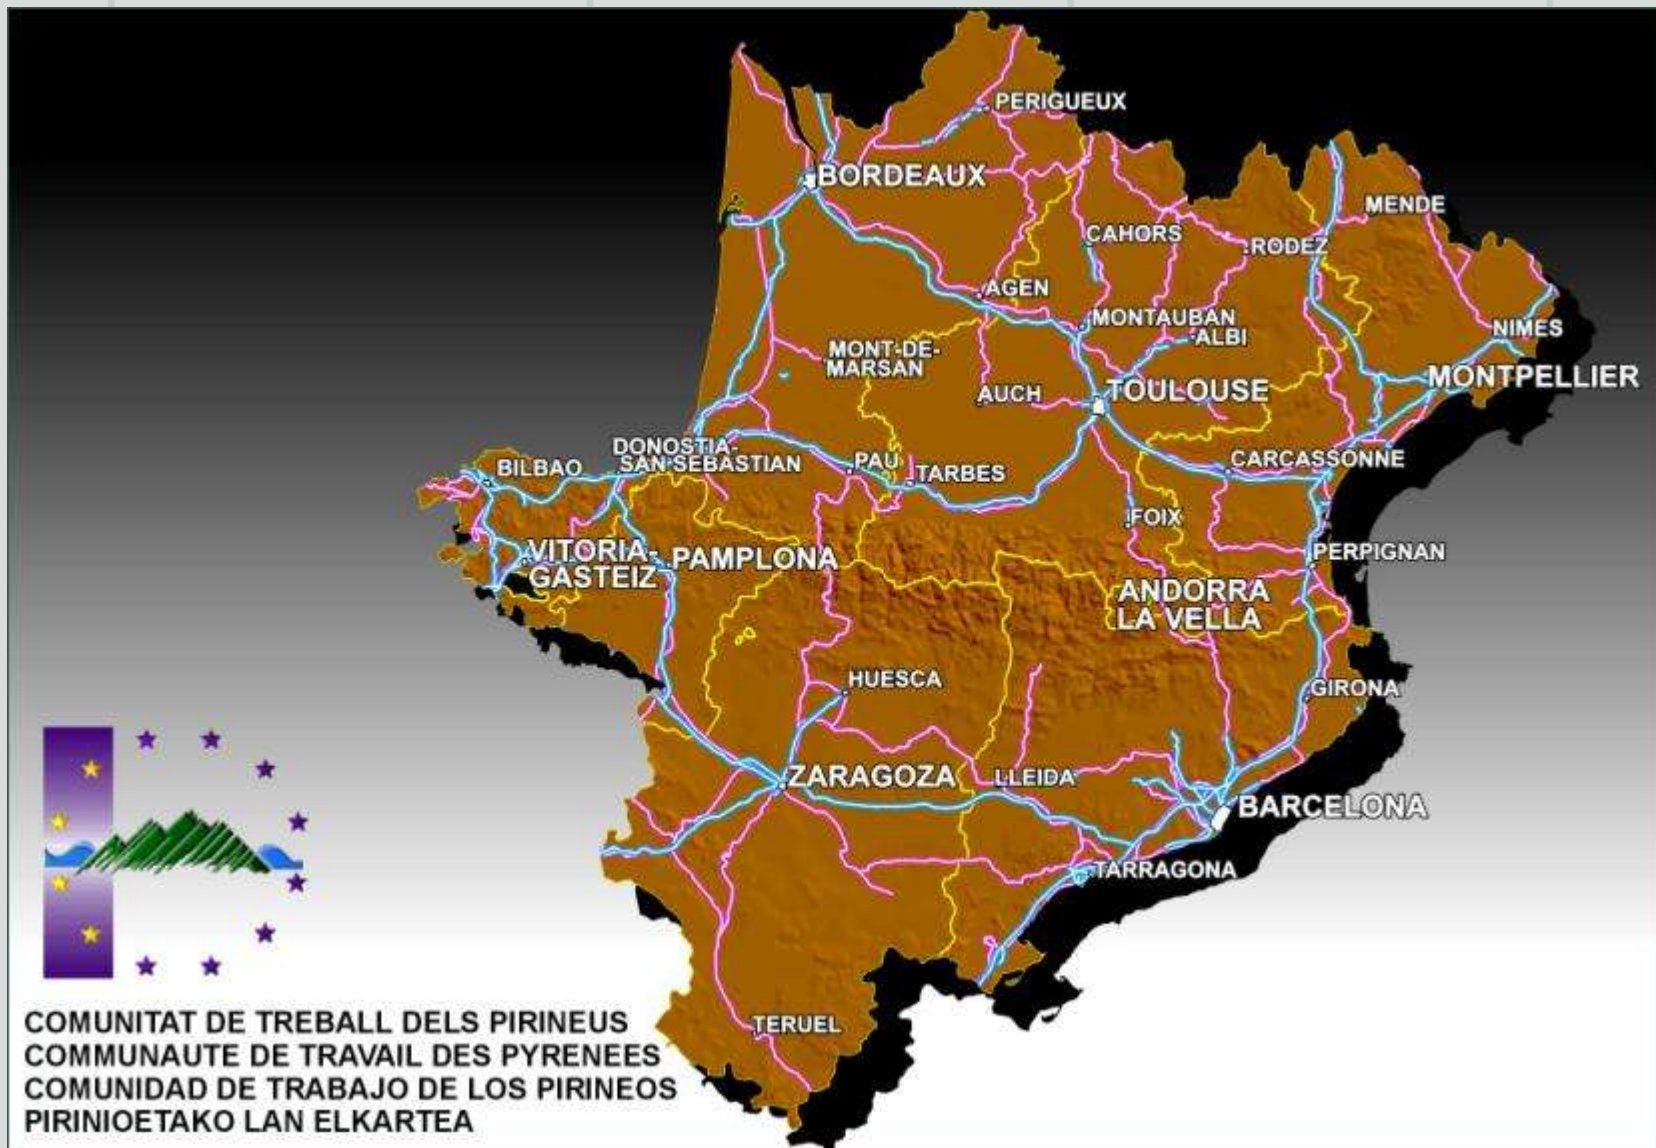 PERIGUEUX
BORDEAUX
MENDE
CAHORS
RODEZ
AGEN
MONTAUBAN
ALBI
NIMES
MONT-DE-
MARSAN
AUCH
TOULOUSE
MONTPELLIER
DONOSTIA-
SAN SEBASTIAN
BILBAO
PAU
TARBES
CARCASSONNE
FOIX
VITORIA-
GASTEIZ
PAMPLONA
PERPIGNAN
ANDORRA
LA VELLA
HUESCA
GIRONA
ZARAGOZA
LLEIDA
BARCELONA
TARRAGONA
TERUEL
COMUNITAT DE TREBALL DELS PIRINEUS
COMMUNAUTE DE TRAVAIL DES PYRENEES
COMUNIDAD DE TRABAJO DE LOS PIRINEOS
PIRINIOETAKO LAN ELKARTEA